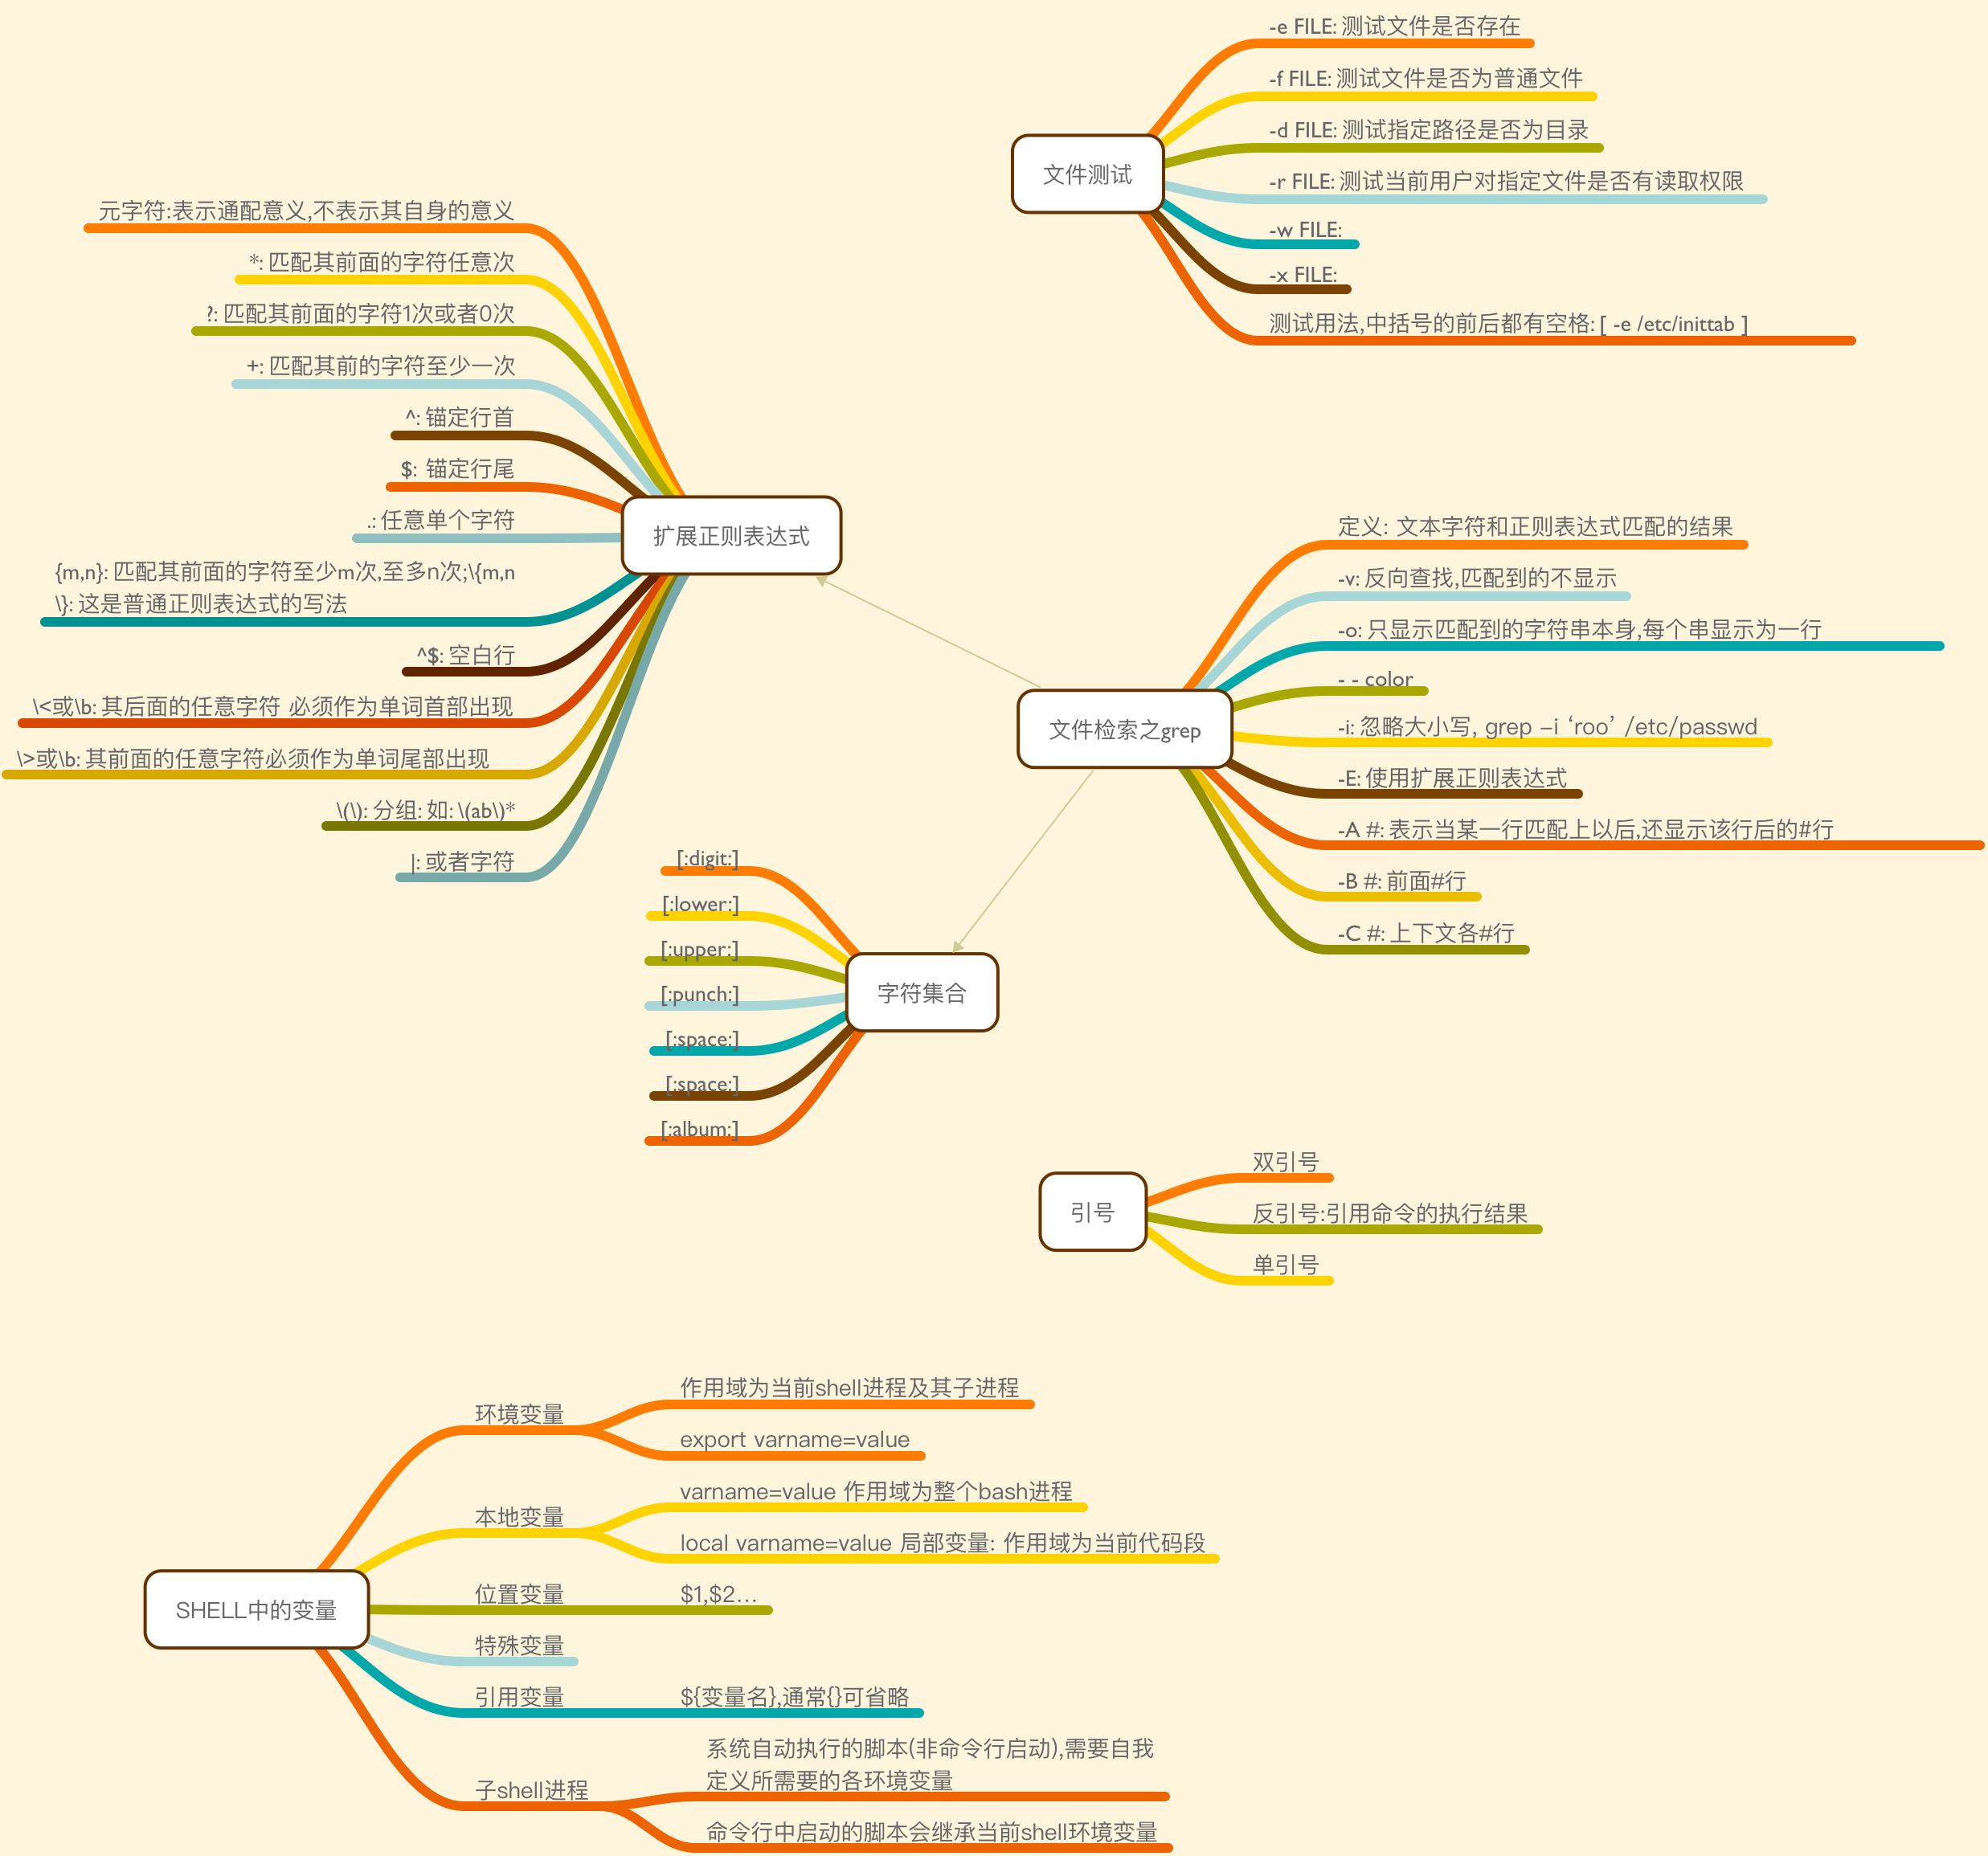 文件测试
-e FILE: 测试文件是否存在
-f FILE: 测试文件是否为普通文件
-d FILE: 测试指定路径是否为目录
-r FILE: 测试当前用户对指定文件是否有读取权限
-w FILE:
-x FILE:
测试用法,中括号的前后都有空格: [ -e /etc/inittab ]
扩展正则表达式
元字符:表示通配意义,不表示其自身的意义
*: 匹配其前面的字符任意次
?: 匹配其前面的字符1次或者0次
+: 匹配其前的字符至少一次
^: 锚定行首
$: 锚定行尾
.: 任意单个字符
{m,n}: 匹配其前面的字符至少m次,至多n次;\{m,n
\}: 这是普通正则表达式的写法
^$: 空白行
\<或\b: 其后面的任意字符 必须作为单词首部出现
\>或\b: 其前面的任意字符必须作为单词尾部出现
\(\): 分组: 如: \(ab\)*
|: 或者字符
文件检索之grep
定义: 文本字符和正则表达式匹配的结果
-v: 反向查找,匹配到的不显示
-o: 只显示匹配到的字符串本身,每个串显示为一行
- - color
-i: 忽略大小写, grep –i ‘roo’ /etc/passwd
-E: 使用扩展正则表达式
-A #: 表示当某一行匹配上以后,还显示该行后的#行
-B #: 前面#行
-C #: 上下文各#行
字符集合
[:digit:]
[:lower:]
[:upper:]
[:punch:]
[:space:]
[:space:]
[:album:]
引号
双引号
反引号:引用命令的执行结果
单引号
SHELL中的变量
环境变量
作用域为当前shell进程及其子进程
export varname=value
本地变量
varname=value 作用域为整个bash进程
local varname=value 局部变量: 作用域为当前代码段
位置变量
$1,$2...
特殊变量
引用变量
${变量名},通常{}可省略
子shell进程
系统自动执行的脚本(非命令行启动),需要自我
定义所需要的各环境变量
命令行中启动的脚本会继承当前shell环境变量